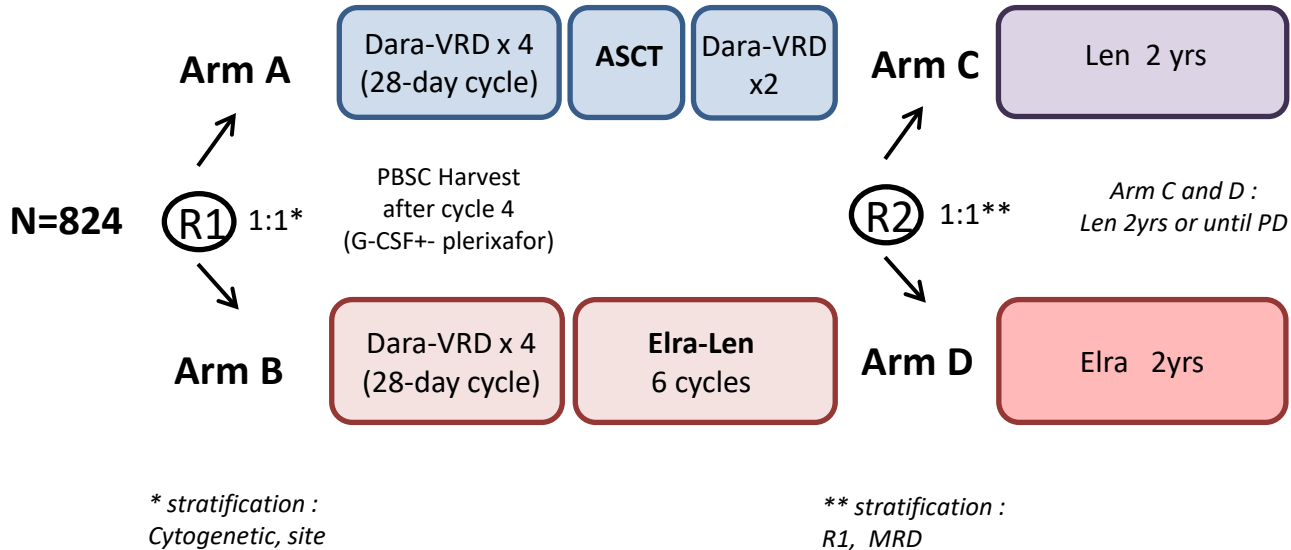 Arm A
Dara-VRD x 4
(28-day cycle)
ASCT
Dara-VRD
x2
Arm C
Len 2 yrs
N=824
R1
1:1*
PBSC Harvest
after cycle 4
(G-CSF+- plerixafor)
R2
1:1**
Arm C and D :
Len 2yrs or until PD
Arm B
Dara-VRD x 4
(28-day cycle)
Elra-Len
6 cycles
Arm D
Elra 2yrs
* stratification :
Cytogenetic, site
** stratification :
R1, MRD